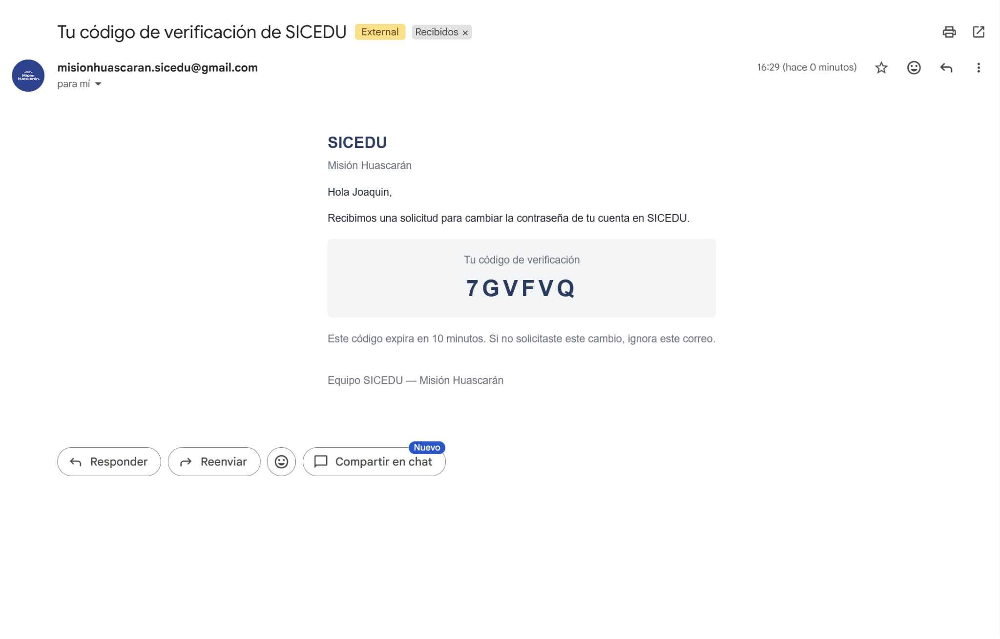 Tu código de verificación de SICEDU External Recibidos ×
misionhuascaran.sicedu@gmail.com 16:29 (hace 0 minutos)
Misión
Huascarán.
para mí
SICEDU
Misión Huascarán
Hola Joaquin,
Recibimos una solicitud para cambiar la contraseña de tu cuenta en SICEDU.
Tu código de verificación
7GVFVQ
Este código expira en 10 minutos. Si no solicitaste este cambio, ignora este correo.
Equipo SICEDU — Misión Huascarán
Nuevo
Responder Reenviar Compartir en chat